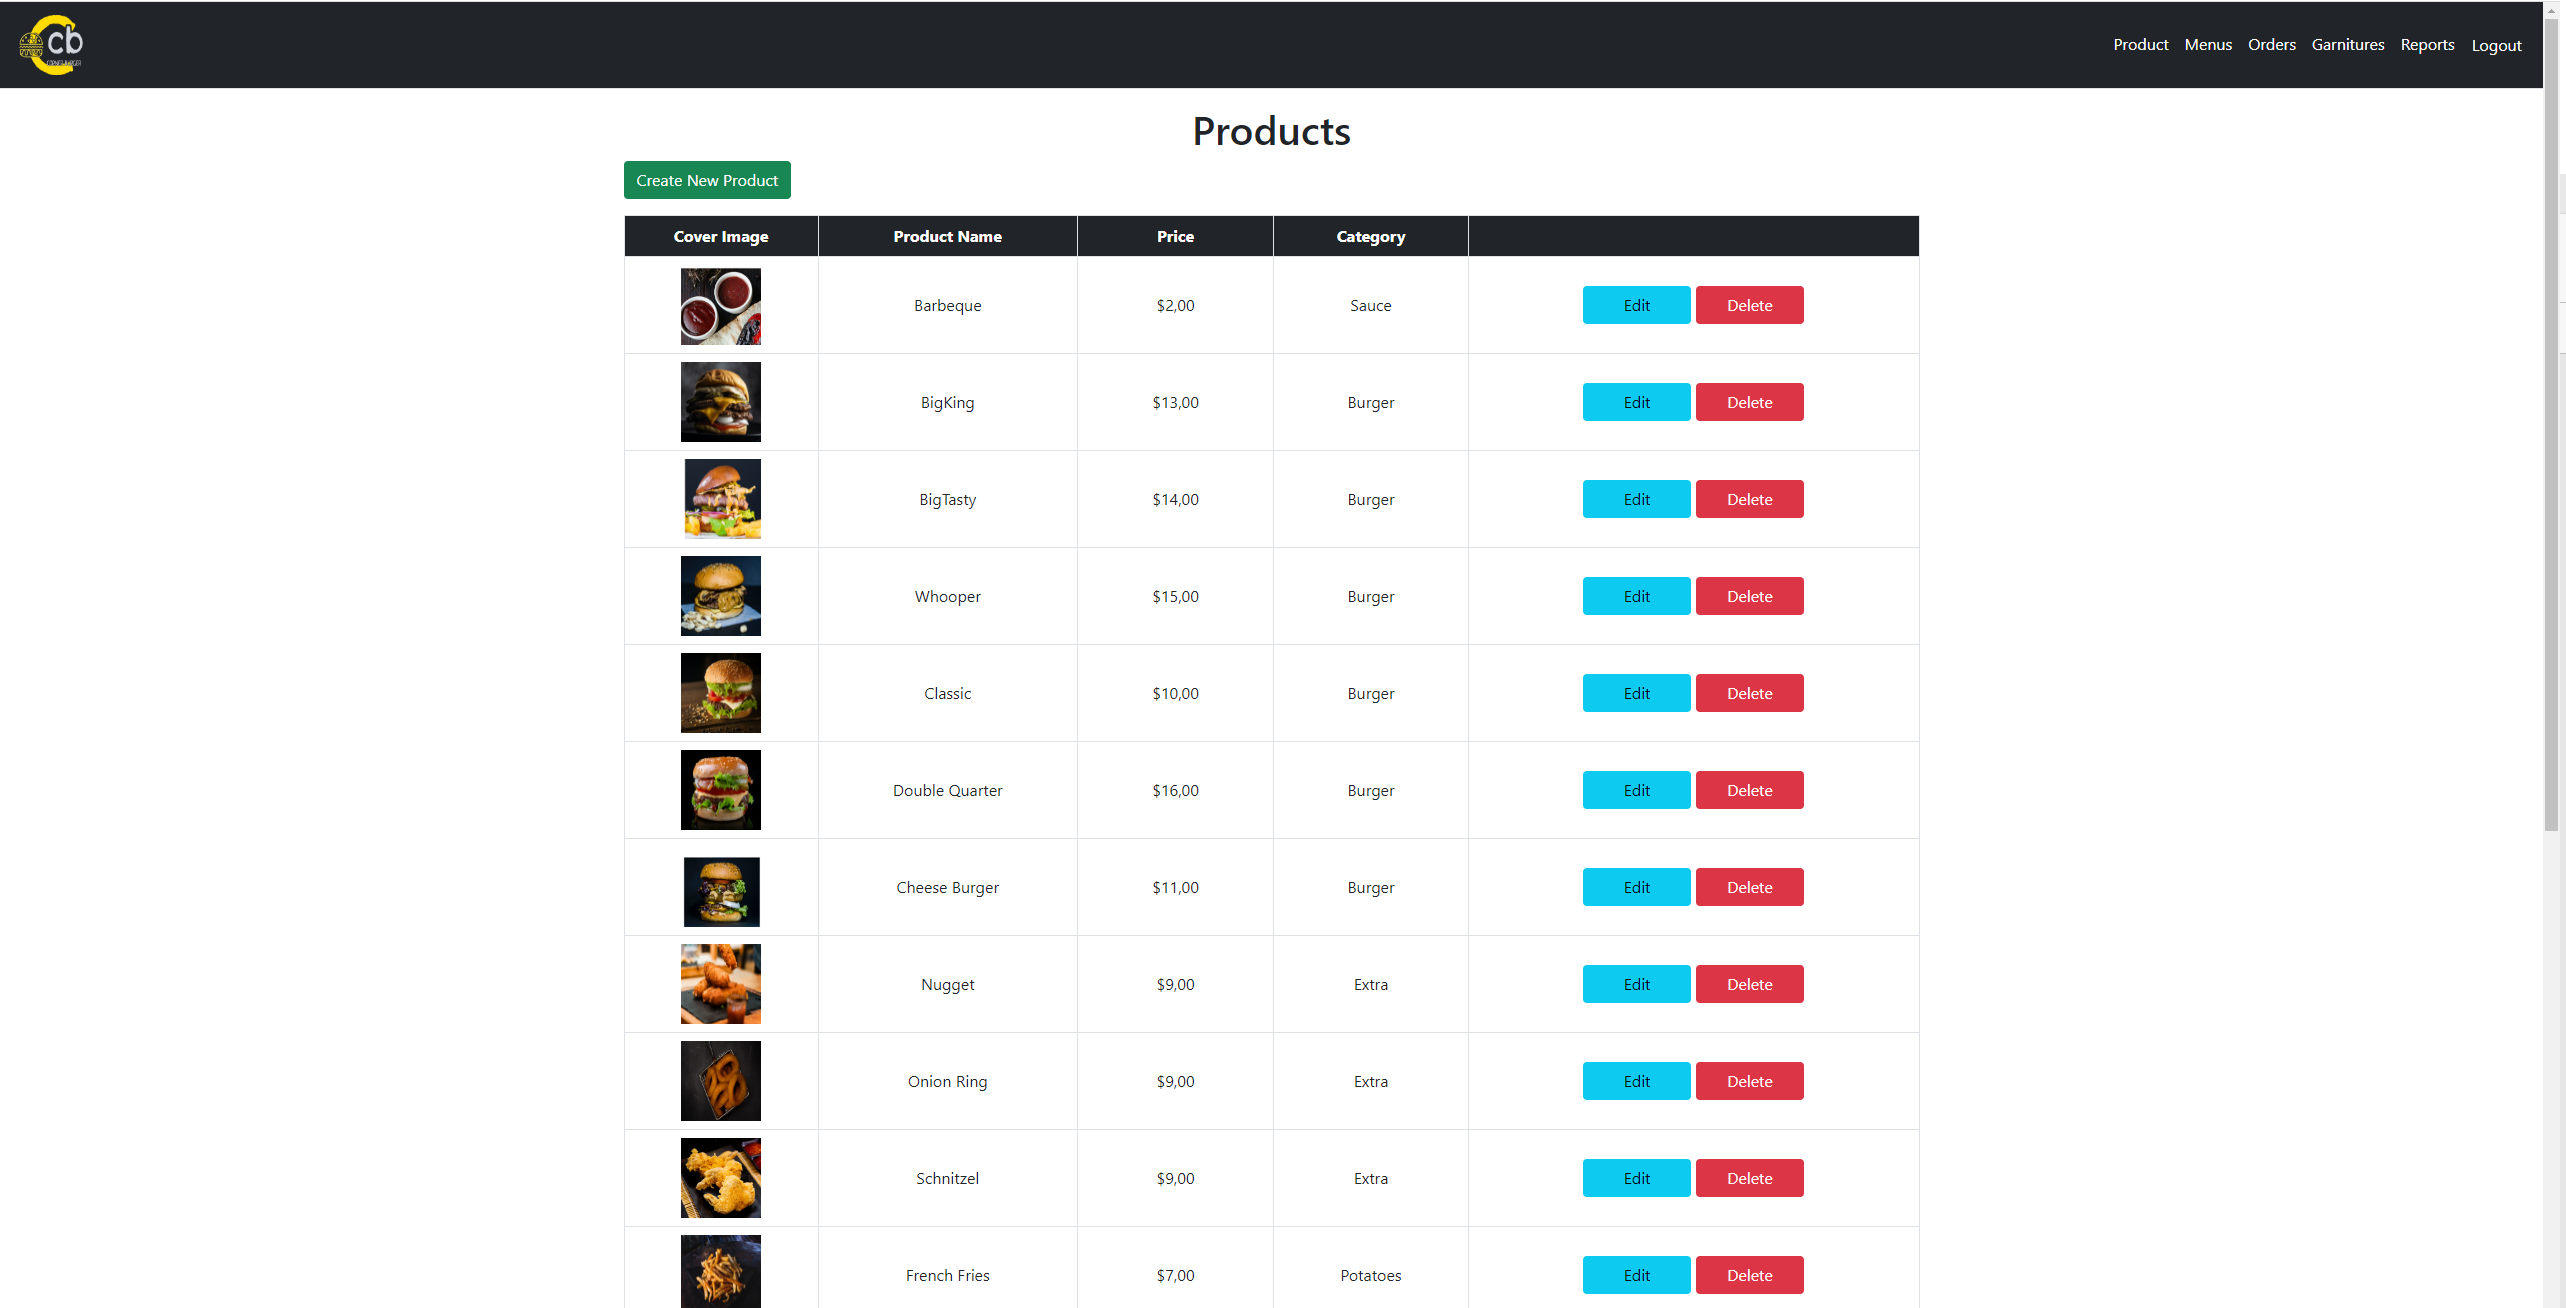 cb
Product Menus Orders Garnitures Reports Logout
Products
Create New Product
Cover Image Product Name Price Category
Barbeque $2,00 Sauce Edit Delete
BigKing $13,00 Burger Edit Delete
BigTasty $14,00 Burger Edit Delete
Whooper $15,00 Burger Edit Delete
Classic $10,00 Burger Edit Delete
Double Quarter $16,00 Burger Edit Delete
Cheese Burger $11,00 Burger Edit Delete
Nugget $9,00 Extra Edit Delete
Onion Ring $9,00 Extra Edit Delete
Schnitzel $9,00 Extra Edit Delete
French Fries $7,00 Potatoes Edit Delete